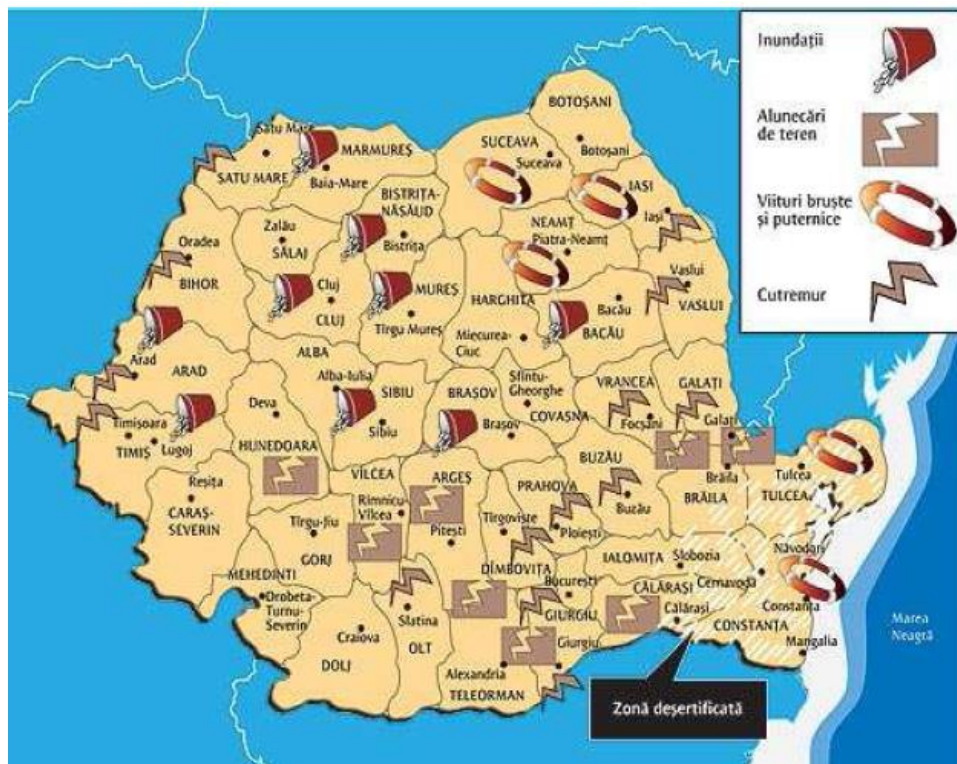 Inundații
Alunecări
de teren
Viituri bruște
și puternice
Cutremur
BOTOȘANI
Botoșani
SUCEAVA
Suceava
Satu Mare
SATU MARE
MARMUREȘ
Baia-Mare
BISTRIȚA-
NĂSĂUD
Bistrița
IAȘI
Iași
NEAMȚ
Piatra-Neamț
Oradea
BIHOR
Zalău
SĂLAJ
Cluj
CLUJ
MUREȘ
Tîrgu Mureș
HARGHITA
Miecurea-
Ciuc
Bacău
BACĂU
Vaslui
VASLUI
Arad
ARAD
ALBA
Alba-Iulia
SIBIU
Sibiu
BRAȘOV
Brașov
Sfîntu-
Gheorghe
COVASNA
VRANCEA
Focșani
GALAȚI
Galați
Timișoara
TIMIȘ
Lugoj
Deva
HUNEDOARA
Reșița
CARAȘ-
SEVERIN
VÎLCEA
Rîmnicu
Vîlcea
ARGEȘ
Pitești
PRAHOVA
Ploiești
BUZĂU
Buzău
Brăila
BRĂILA
Tulcea
TULCEA
Tîrgu-Jiu
GORJ
Tîrgoviște
DÎMBOVIȚA
IALOMIȚA
Slobozia
Năvodari
MEHEDINTI
Drobeta-
Turnu-
Severin
București
GIURGIU
Giurgiu
CĂLĂRAȘI
Călărași
Cernavodă
Constanța
CONSTANȚA
Mangalia
Craiova
DOLJ
Slatina
OLT
Alexandria
TELEORMAN
Zonă deșertificată
Marea
Neagră